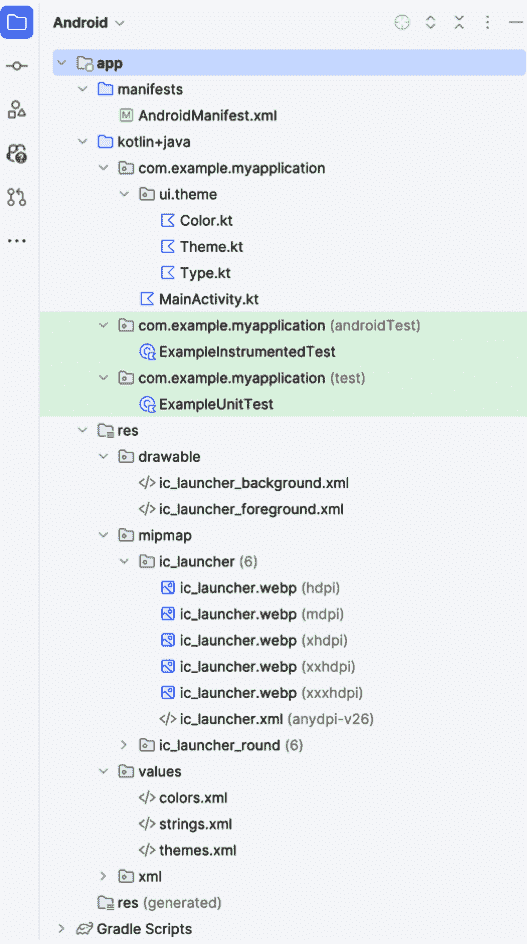 Android
app
manifests
AndroidManifest.xml
kotlin+java
com.example.myapplication
ui.theme
Color.kt
Theme.kt
Type.kt
MainActivity.kt
com.example.myapplication (androidTest)
ExampleInstrumentedTest
com.example.myapplication (test)
ExampleUnitTest
res
drawable
ic_launcher_background.xml
ic_launcher_foreground.xml
mipmap
ic_launcher (6)
ic_launcher.webp (hdpi)
ic_launcher.webp (mdpi)
ic_launcher.webp (xhdpi)
ic_launcher.webp (xxhdpi)
ic_launcher.webp (xxxhdpi)
ic_launcher.xml (anydpi-v26)
ic_launcher_round (6)
values
colors.xml
strings.xml
themes.xml
xml
res (generated)
Gradle Scripts